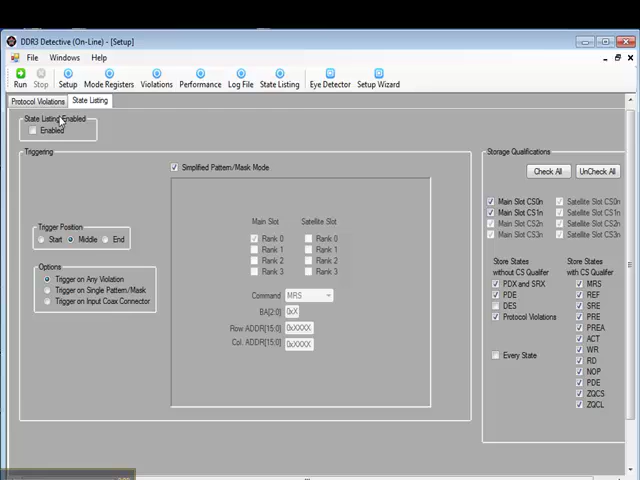 DDR3 Detective (On-Line) - [Setup]
File Windows Help
Run Stop Setup Mode Registers Violations Performance Log File State Listing Eye Detector Setup Wizard
Protocol Violations State Listing
State Listing Enabled
Enabled
Triggering
Simplified Pattern/Mask Mode
Trigger Position
Start Middle End
Options
Trigger on Any Violation
Trigger on Single Pattern/Mask
Trigger on Input Coax Connector
Main Slot Satellite Slot
Rank 0 Rank 0
Rank 1 Rank 1
Rank 2 Rank 2
Rank 3 Rank 3
Command MRS
BA[2:0] 0xX
Row ADDR[15:0] 0xXXXX
Col. ADDR[15:0] 0xXXXX
Storage Qualifications
Check All UnCheck All
Main Slot CS0n Satellite Slot CS0n
Main Slot CS1n Satellite Slot CS1n
Main Slot CS2n Satellite Slot CS2n
Main Slot CS3n Satellite Slot CS3n
Store States
without CS Qualifer
PDX and SRX
PDE
DES
Protocol Violations
Every State
Store States
with CS Qualifer
MRS
REF
SRE
PRE
PREA
ACT
WR
RD
NOP
PDE
ZQCS
ZQCL